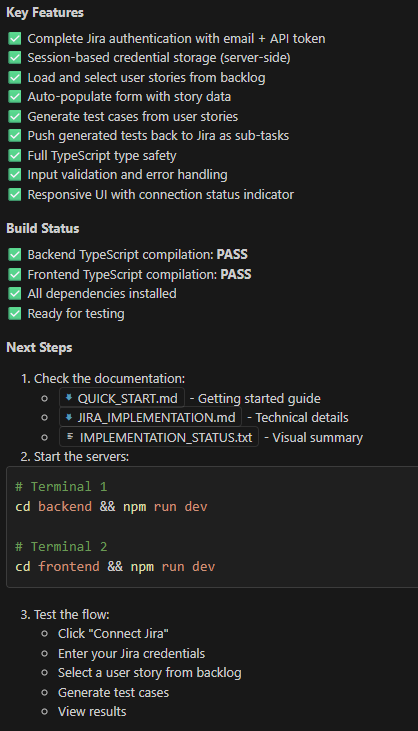 Key Features
✅ Complete Jira authentication with email + API token
✅ Session-based credential storage (server-side)
✅ Load and select user stories from backlog
✅ Auto-populate form with story data
✅ Generate test cases from user stories
✅ Push generated tests back to Jira as sub-tasks
✅ Full TypeScript type safety
✅ Input validation and error handling
✅ Responsive UI with connection status indicator
Build Status
✅ Backend TypeScript compilation: PASS
✅ Frontend TypeScript compilation: PASS
✅ All dependencies installed
✅ Ready for testing
Next Steps
1. Check the documentation:
○ QUICK_START.md - Getting started guide
○ JIRA_IMPLEMENTATION.md - Technical details
○ IMPLEMENTATION_STATUS.txt - Visual summary
2. Start the servers:
# Terminal 1
cd backend && npm run dev
# Terminal 2
cd frontend && npm run dev
3. Test the flow:
○ Click "Connect Jira"
○ Enter your Jira credentials
○ Select a user story from backlog
○ Generate test cases
○ View results